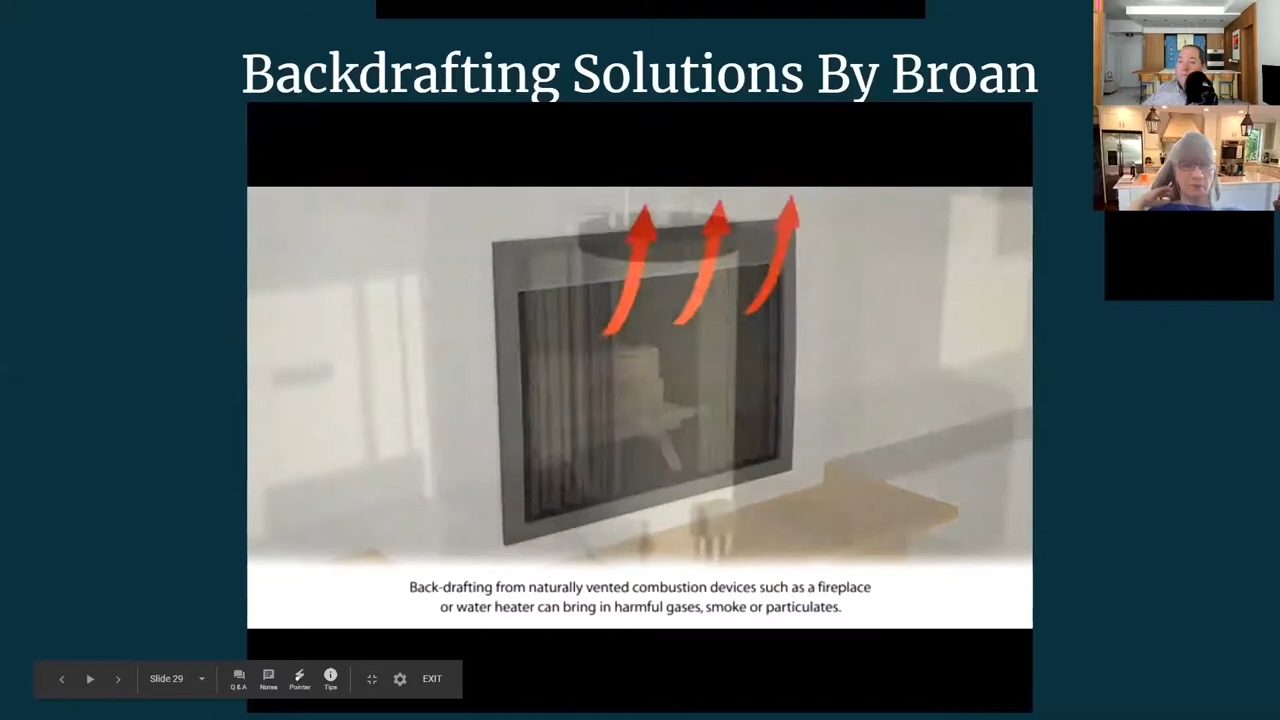 Backdrafting Solutions By Broan
Back-drafting from naturally vented combustion devices such as a fireplace
or water heater can bring in harmful gases, smoke or particulates.
Slide 29
Q & A
Notes
Pointer
Tips
EXIT